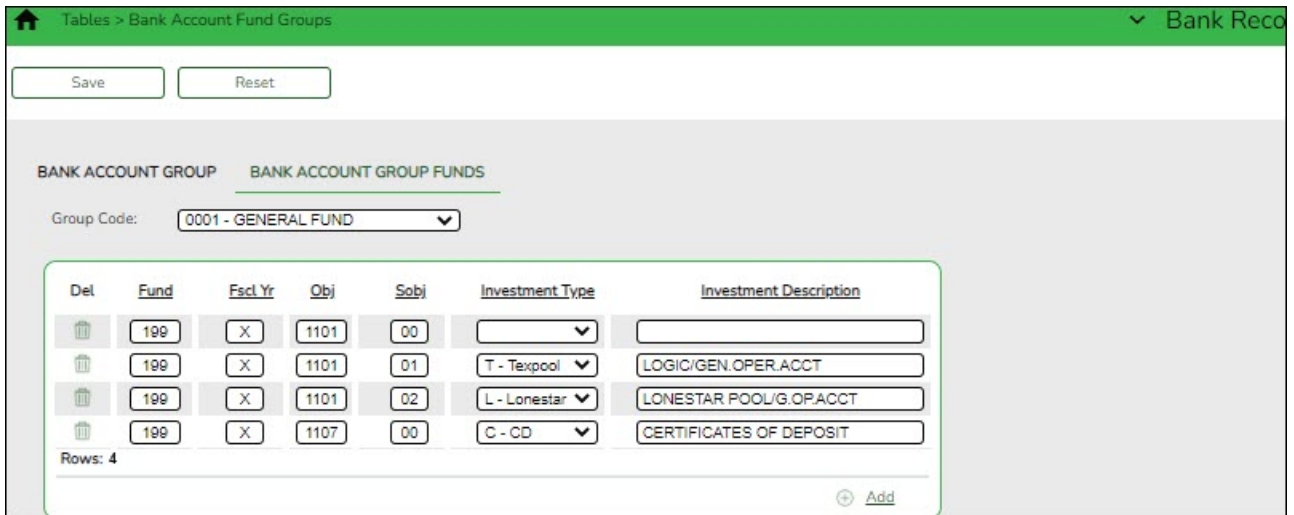 Tables > Bank Account Fund Groups Bank Reco
Save Reset
BANK ACCOUNT GROUP BANK ACCOUNT GROUP FUNDS
Group Code: 0001 - GENERAL FUND
Del Fund Fscl Yr Obj Sobj Investment Type Investment Description
199 X 1101 00
199 X 1101 01 T - Texpool LOGIC/GEN.OPER.ACCT
199 X 1101 02 L - Lonestar LONESTAR POOL/G.OP.ACCT
199 X 1107 00 C - CD CERTIFICATES OF DEPOSIT
Rows: 4
Add